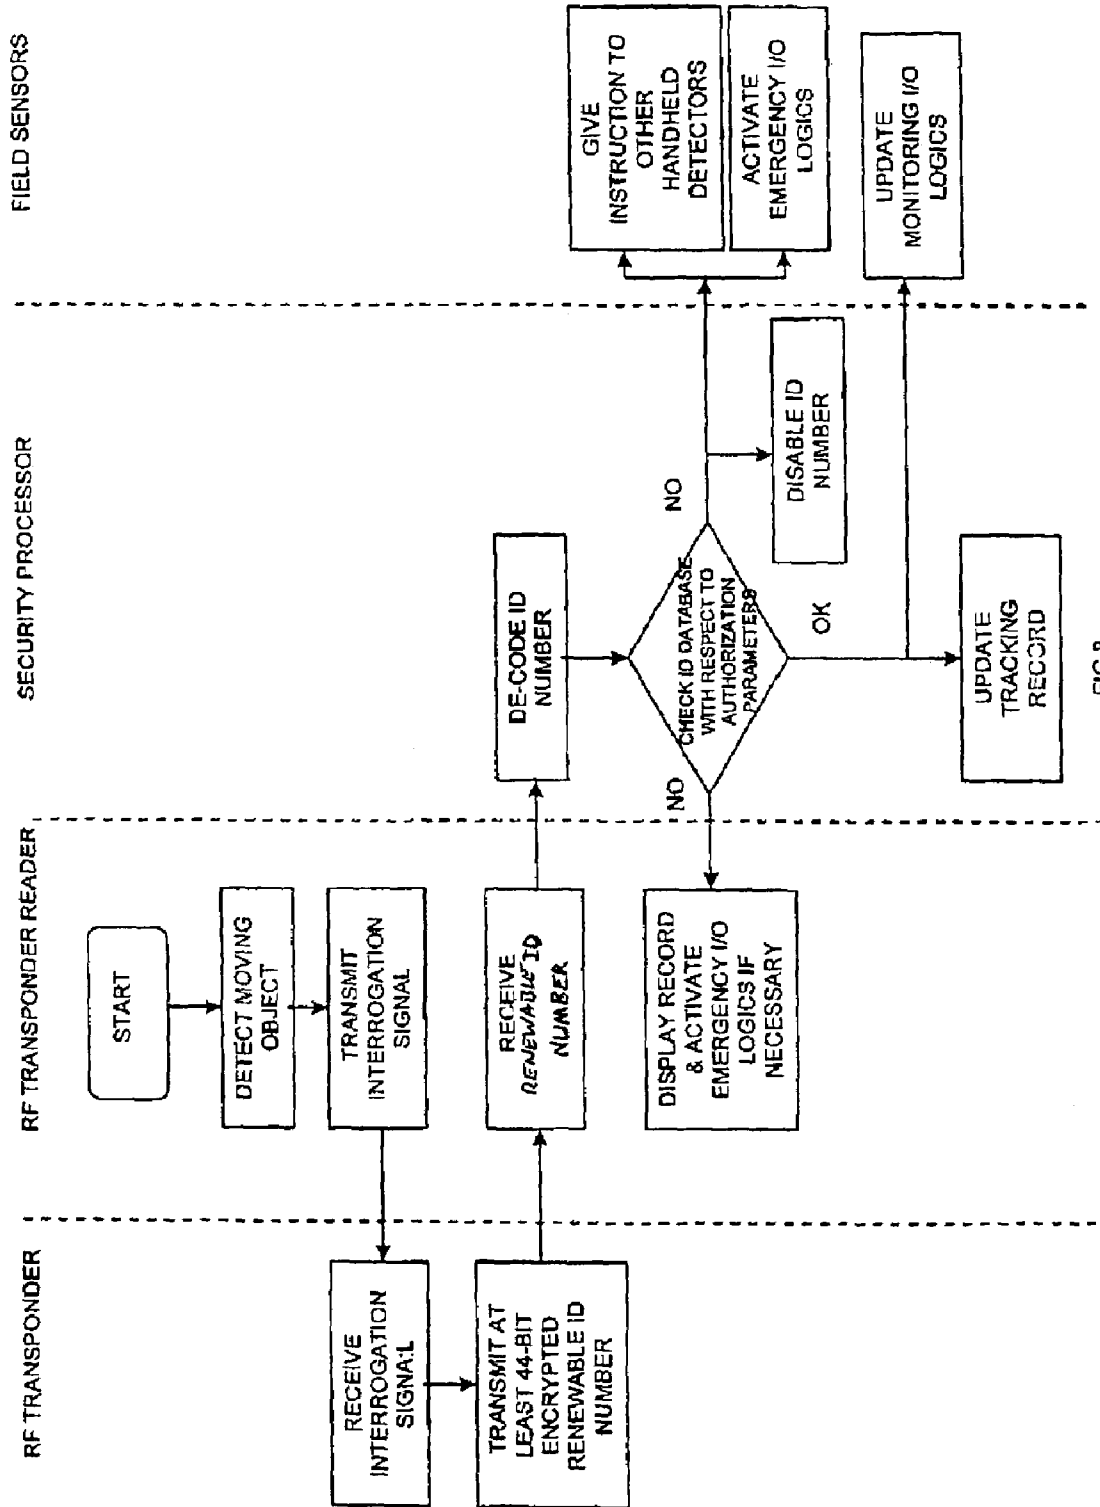 RF TRANSPONDER
RF TRANSPONDER READER
SECURITY PROCESSOR
FIELD SENSORS
START
DETECT MOVING
OBJECT
TRANSMIT
INTERROGATION
SIGNAL
RECEIVE
INTERROGATION
SIGNAL
TRANSMIT AT
LEAST 44-BIT
ENCRYPTED
RENEWABLE ID
NUMBER
RECEIVE
RENEWABLE ID
NUMBER
DE-CODE ID
NUMBER
CHECK ID DATABASE
WITH RESPECT TO
AUTHORIZATION
PARAMETERS
NO
NO
OK
DISPLAY RECORD
& ACTIVATE
EMERGENCY I/O
LOGICS IF
NECESSARY
DISABLE ID
NUMBER
UPDATE
TRACKING
RECORD
GIVE
INSTRUCTION TO
OTHER
HANDHELD
DETECTORS
ACTIVATE
EMERGENCY I/O
LOGICS
UPDATE
MONITORING I/O
LOGICS